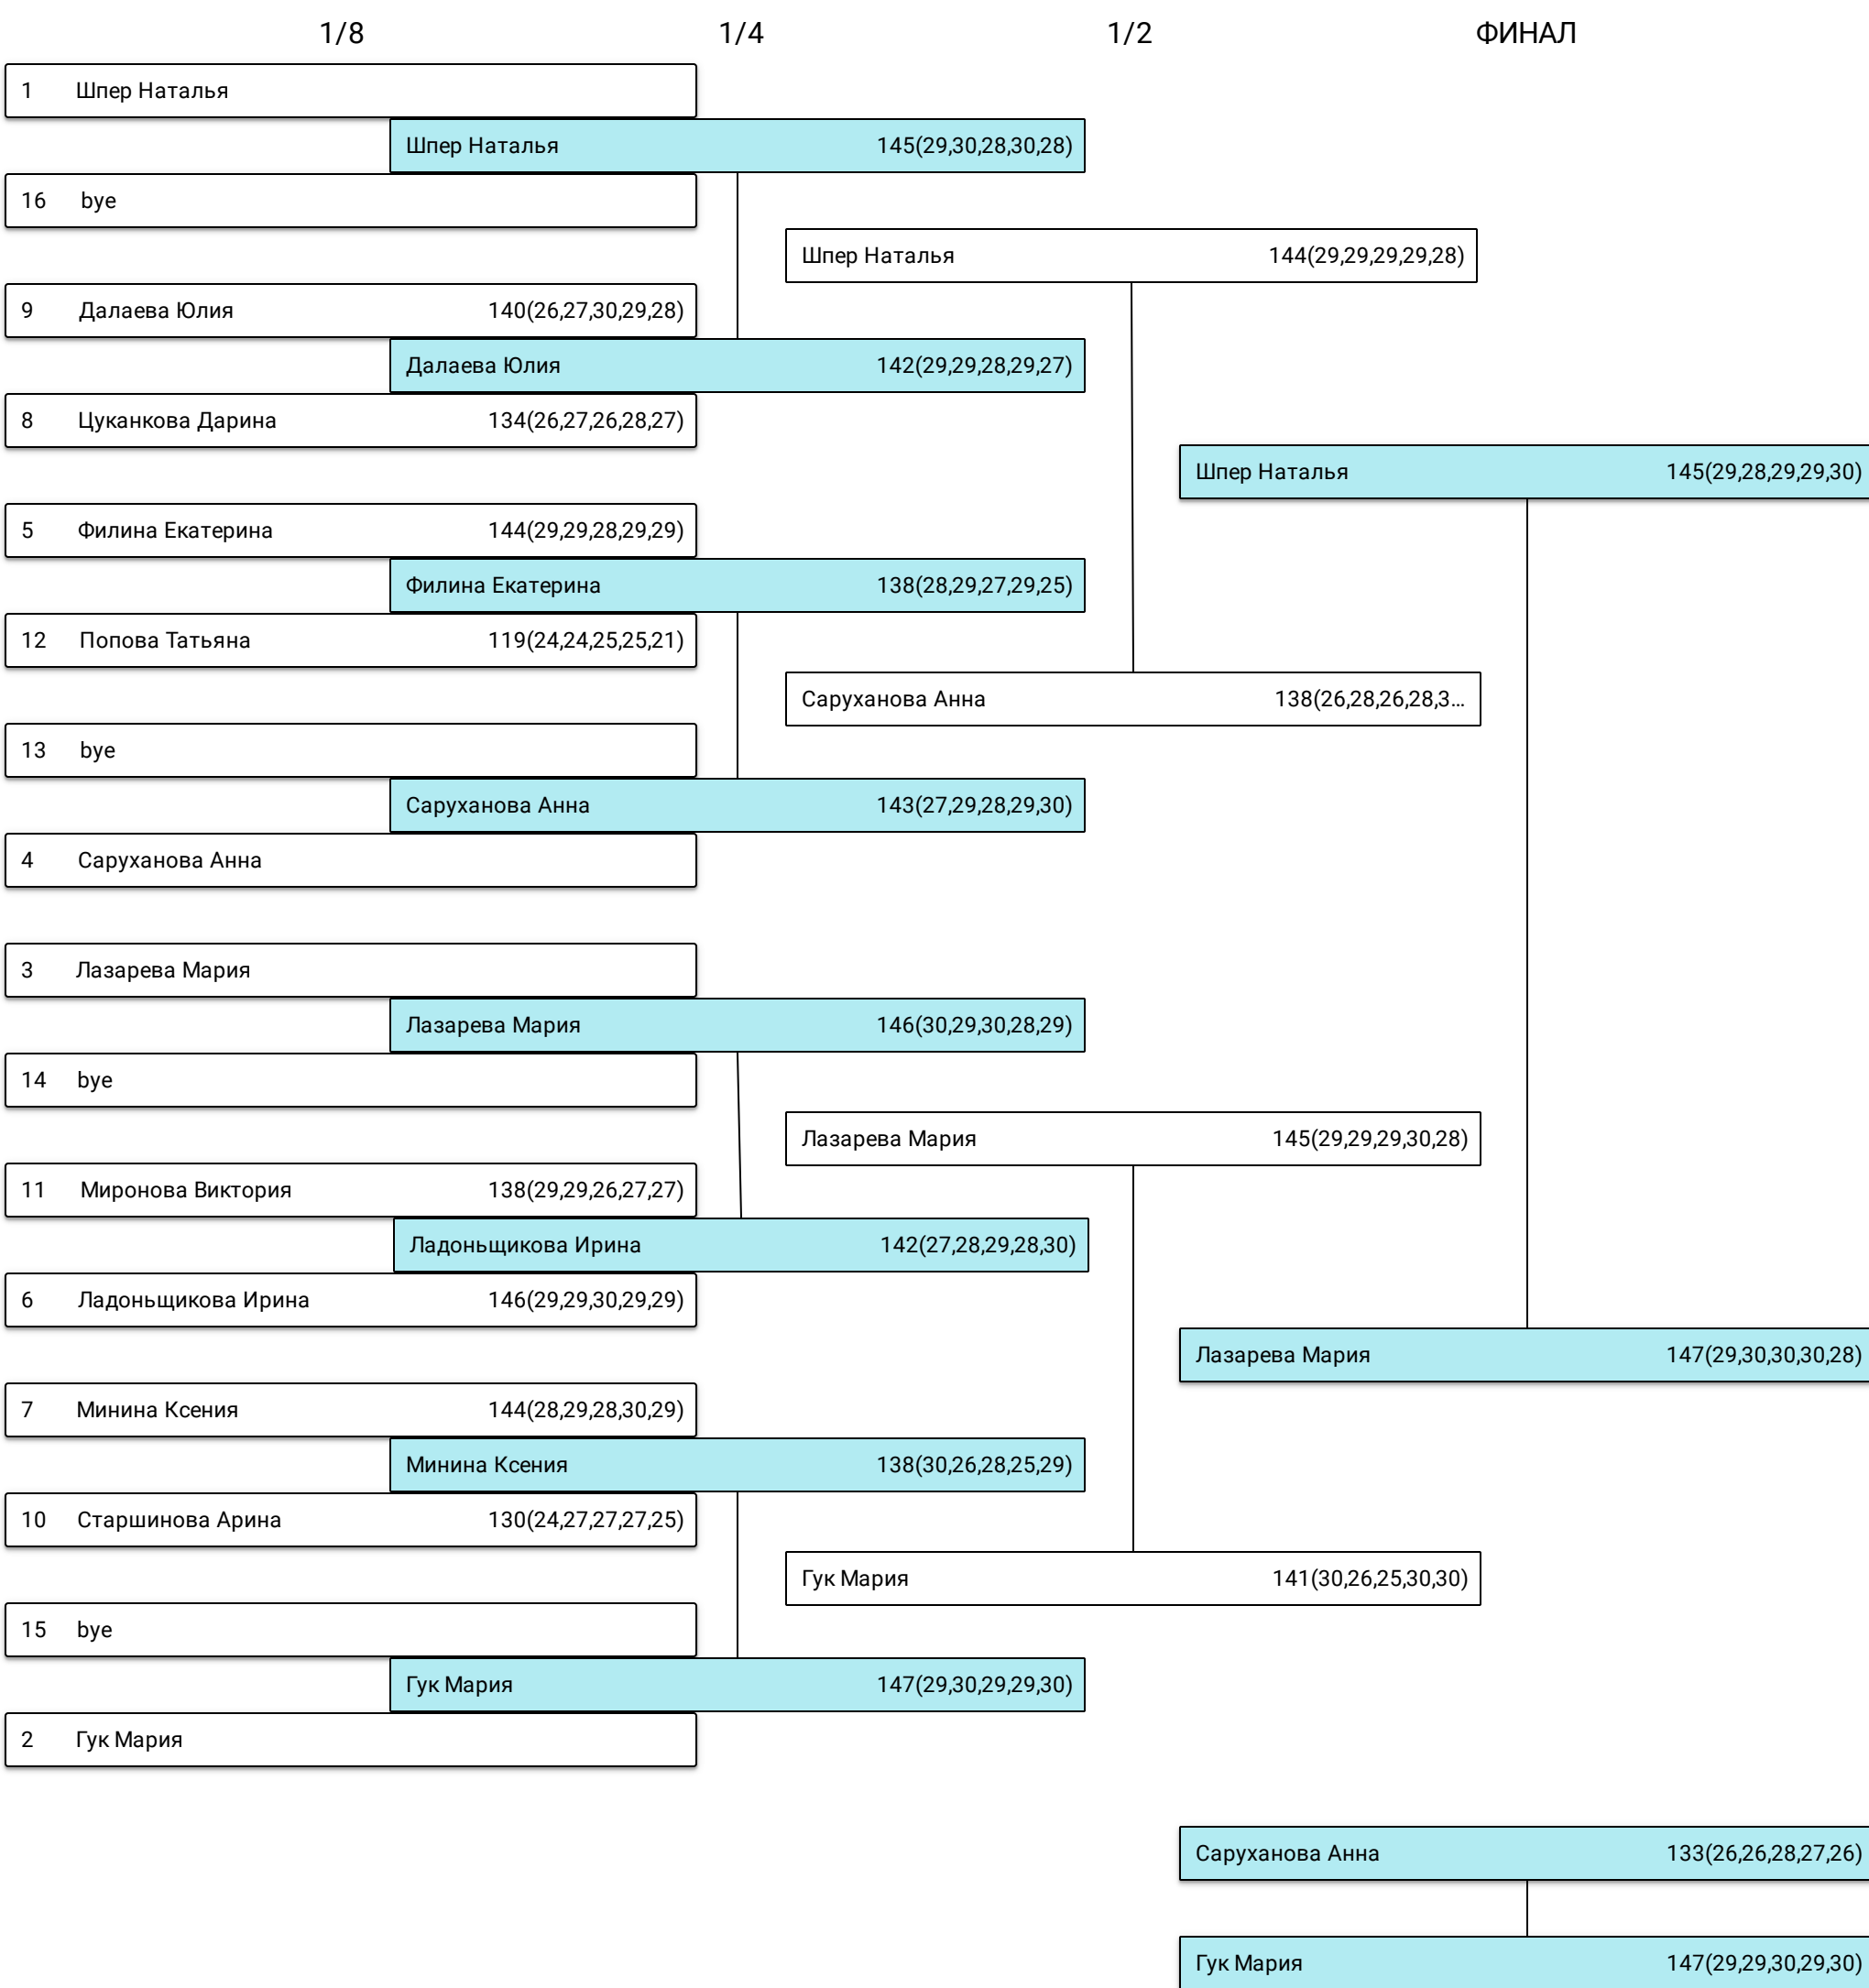 1/8 1/4 1/2 ФИНАЛ
1 Шпер Наталья
Шпер Наталья 145(29,30,28,30,28)
16 bye
Шпер Наталья 144(29,29,29,29,28)
9 Далаева Юлия 140(26,27,30,29,28)
Далаева Юлия 142(29,29,28,29,27)
8 Цуканкова Дарина 134(26,27,26,28,27)
Шпер Наталья 145(29,28,29,29,30)
5 Филина Екатерина 144(29,29,28,29,29)
Филина Екатерина 138(28,29,27,29,25)
12 Попова Татьяна 119(24,24,25,25,21)
Саруханова Анна 138(26,28,26,28,3...
13 bye
Саруханова Анна 143(27,29,28,29,30)
4 Саруханова Анна
3 Лазарева Мария
Лазарева Мария 146(30,29,30,28,29)
14 bye
Лазарева Мария 145(29,29,29,30,28)
11 Миронова Виктория 138(29,29,26,27,27)
Ладоньщикова Ирина 142(27,28,29,28,30)
6 Ладоньщикова Ирина 146(29,29,30,29,29)
Лазарева Мария 147(29,30,30,30,28)
7 Минина Ксения 144(28,29,28,30,29)
Минина Ксения 138(30,26,28,25,29)
10 Старшинова Арина 130(24,27,27,27,25)
Гук Мария 141(30,26,25,30,30)
15 bye
Гук Мария 147(29,30,29,29,30)
2 Гук Мария
Саруханова Анна 133(26,26,28,27,26)
Гук Мария 147(29,29,30,29,30)